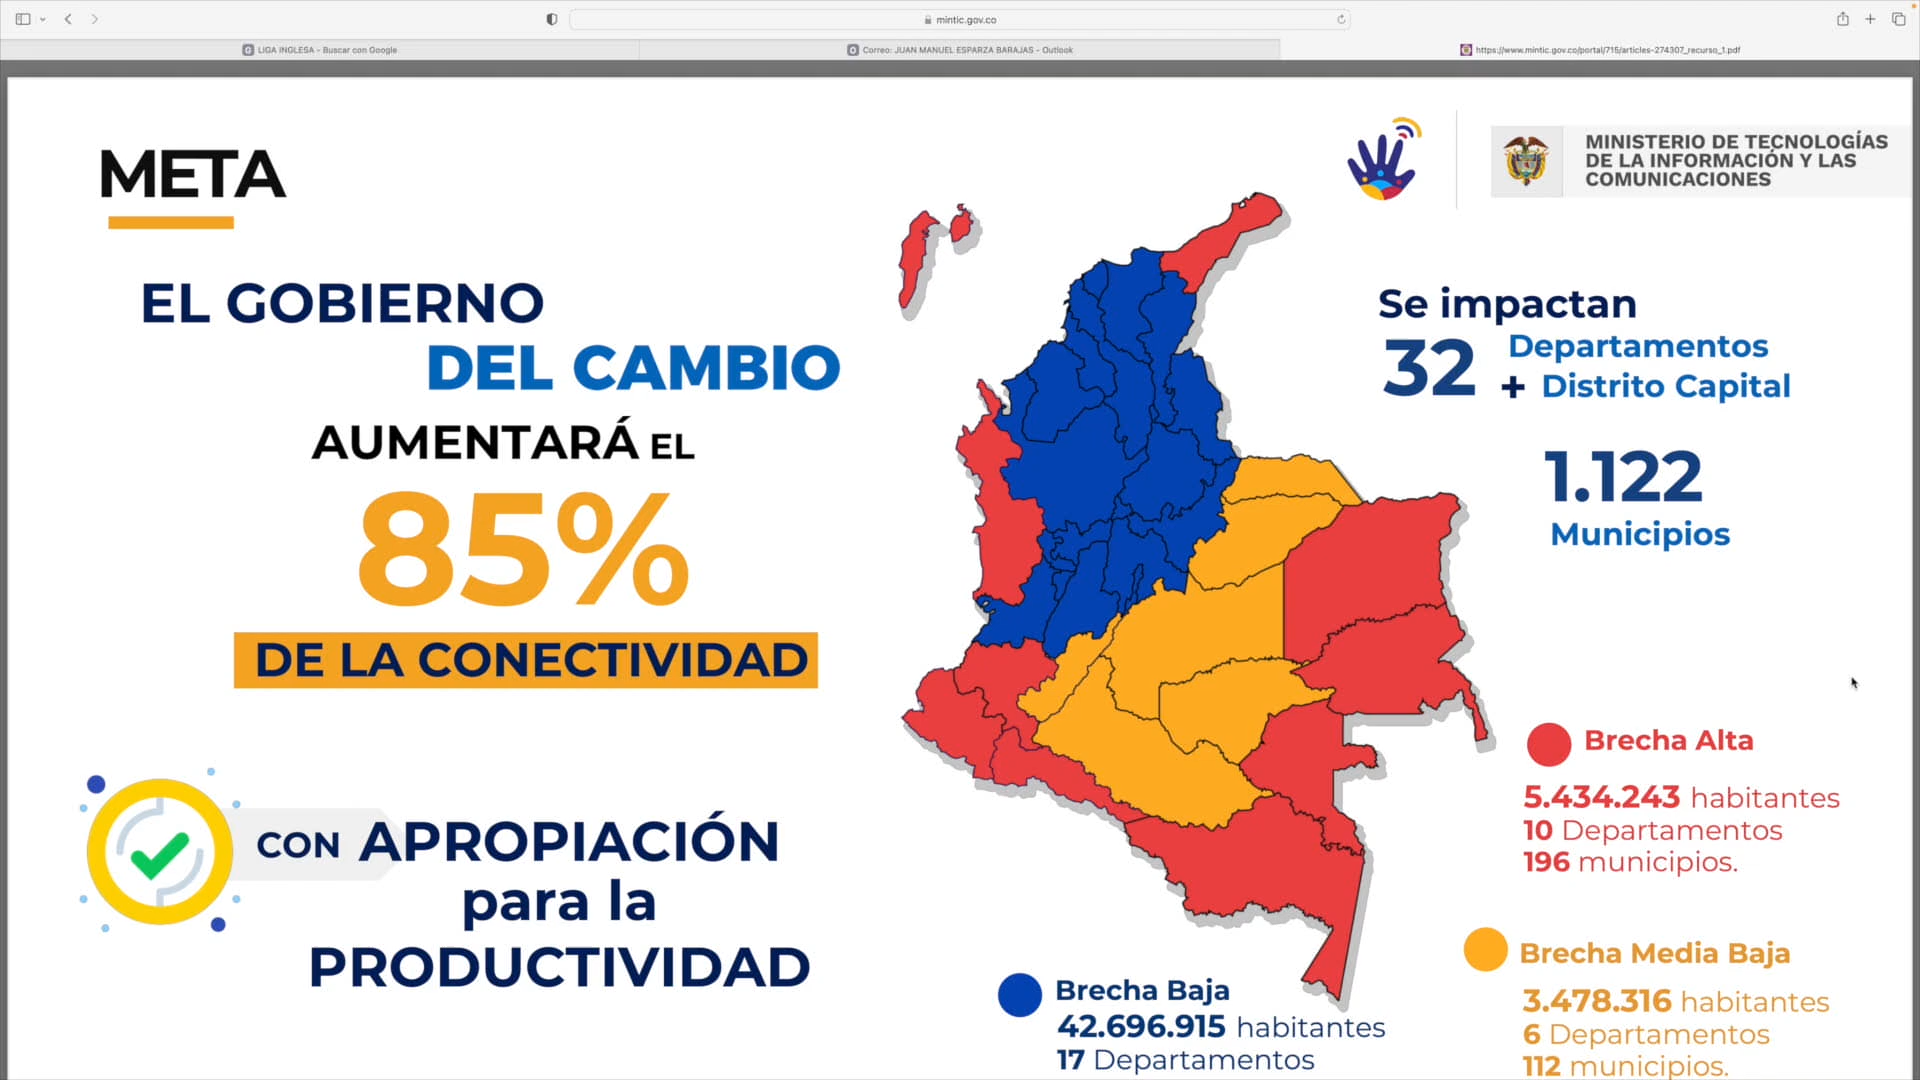 mintic.gov.co
LIGA INGLESA - Buscar con Google
Correo: JUAN MANUEL ESPARZA BARAJAS - Outlook
https://www.mintic.gov.co/portal/715/articles-274307_recurso_1.pdf
META
EL GOBIERNO
DEL CAMBIO
AUMENTARÁ EL
85%
DE LA CONECTIVIDAD
CON APROPIACIÓN
para la
PRODUCTIVIDAD
MINISTERIO DE TECNOLOGÍAS
DE LA INFORMACIÓN Y LAS
COMUNICACIONES
Se impactan
32 Departamentos
+ Distrito Capital
1.122
Municipios
Brecha Alta
5.434.243 habitantes
10 Departamentos
196 municipios.
Brecha Media Baja
3.478.316 habitantes
6 Departamentos
112 municipios.
Brecha Baja
42.696.915 habitantes
17 Departamentos